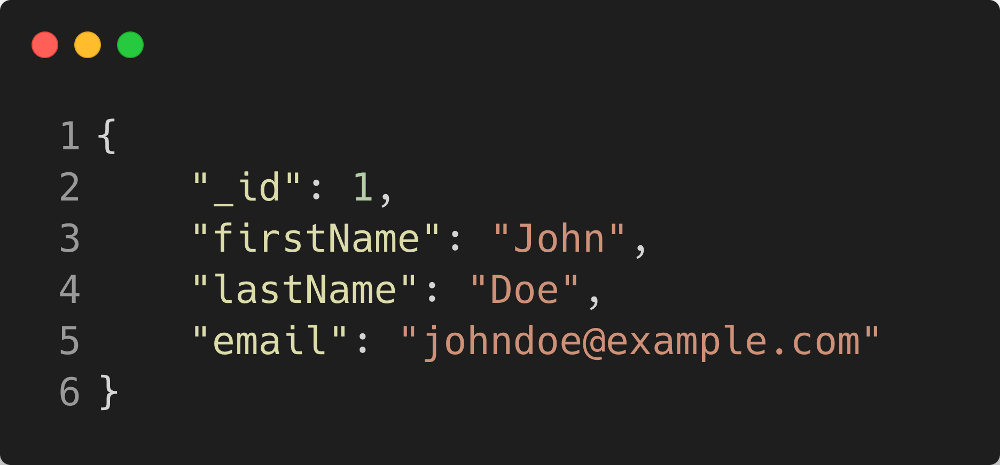 1 {
2     "_id": 1,
3     "firstName": "John",
4     "lastName": "Doe",
5     "email": "johndoe@example.com"
6 }